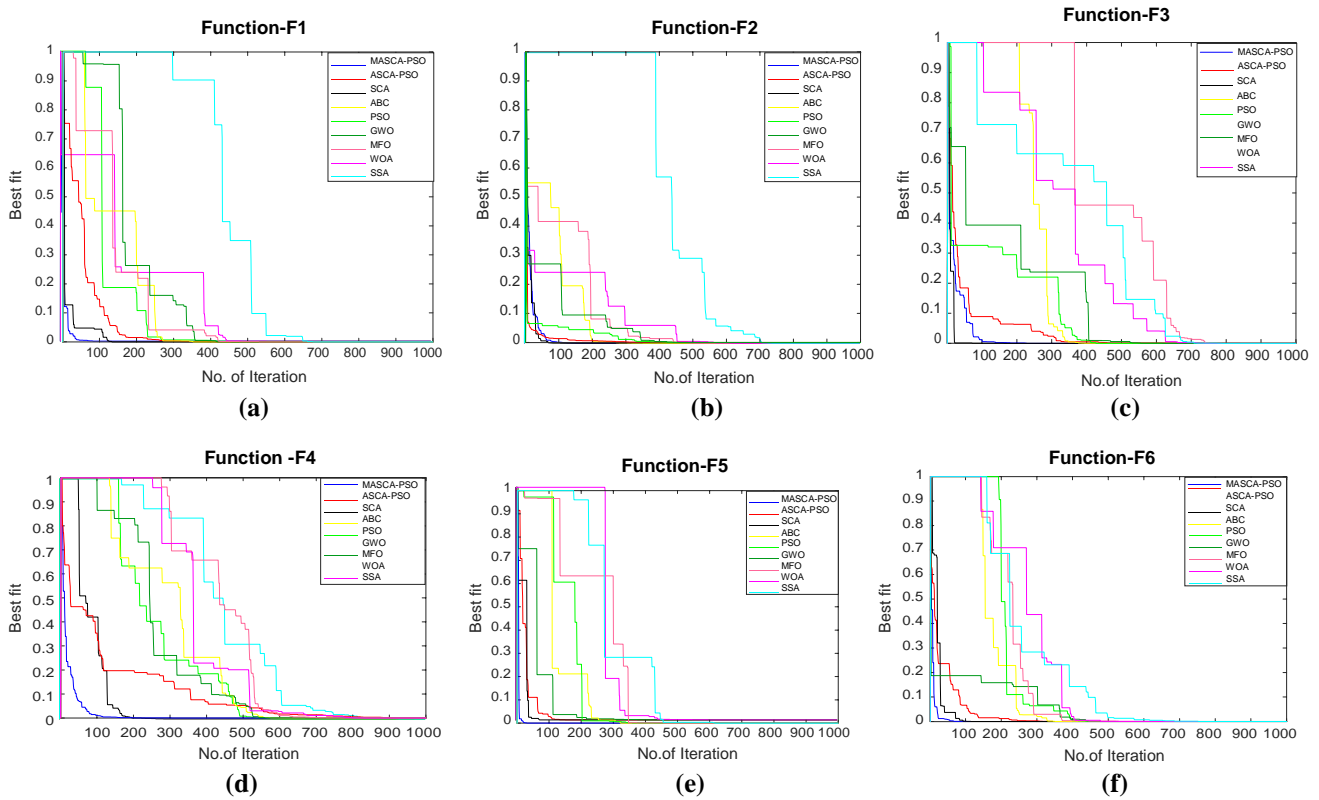 Function-F1
1
0.9
0.8
0.7
0.6
0.5
0.4
0.3
0.2
0.1
0
100 200 300 400 500 600 700 800 900 1000
Best fit
No. of Iteration
MASCA-PSO
ASCA-PSO
SCA
ABC
PSO
GWO
MFO
WOA
SSA
(a)
Function-F2
1
0.9
0.8
0.7
0.6
0.5
0.4
0.3
0.2
0.1
0
100 200 300 400 500 600 700 800 900 1000
Best fit
No.of Iteration
MASCA-PSO
ASCA-PSO
SCA
ABC
PSO
GWO
MFO
WOA
SSA
(b)
Function-F3
1
0.9
0.8
0.7
0.6
0.5
0.4
0.3
0.2
0.1
0
100 200 300 400 500 600 700 800 900 1000
Best fit
No.of Iteration
MASCA-PSO
ASCA-PSO
SCA
ABC
PSO
GWO
MFO
WOA
SSA
(c)
Function -F4
1
0.9
0.8
0.7
0.6
0.5
0.4
0.3
0.2
0.1
0
100 200 300 400 500 600 700 800 900 1000
Best fit
No.of Iteration
MASCA-PSO
ASCA-PSO
SCA
ABC
PSO
GWO
MFO
WOA
SSA
(d)
Function-F5
1
0.9
0.8
0.7
0.6
0.5
0.4
0.3
0.2
0.1
0
100 200 300 400 500 600 700 800 900 1000
Best fit
No.of Iteration
MASCA-PSO
ASCA-PSO
SCA
ABC
PSO
GWO
MFO
WOA
SSA
(e)
Function-F6
1
0.9
0.8
0.7
0.6
0.5
0.4
0.3
0.2
0.1
0
100 200 300 400 500 600 700 800 900 1000
Best fit
No.of Iteration
MASCA-PSO
ASCA-PSO
SCA
ABC
PSO
GWO
MFO
WOA
SSA
(f)